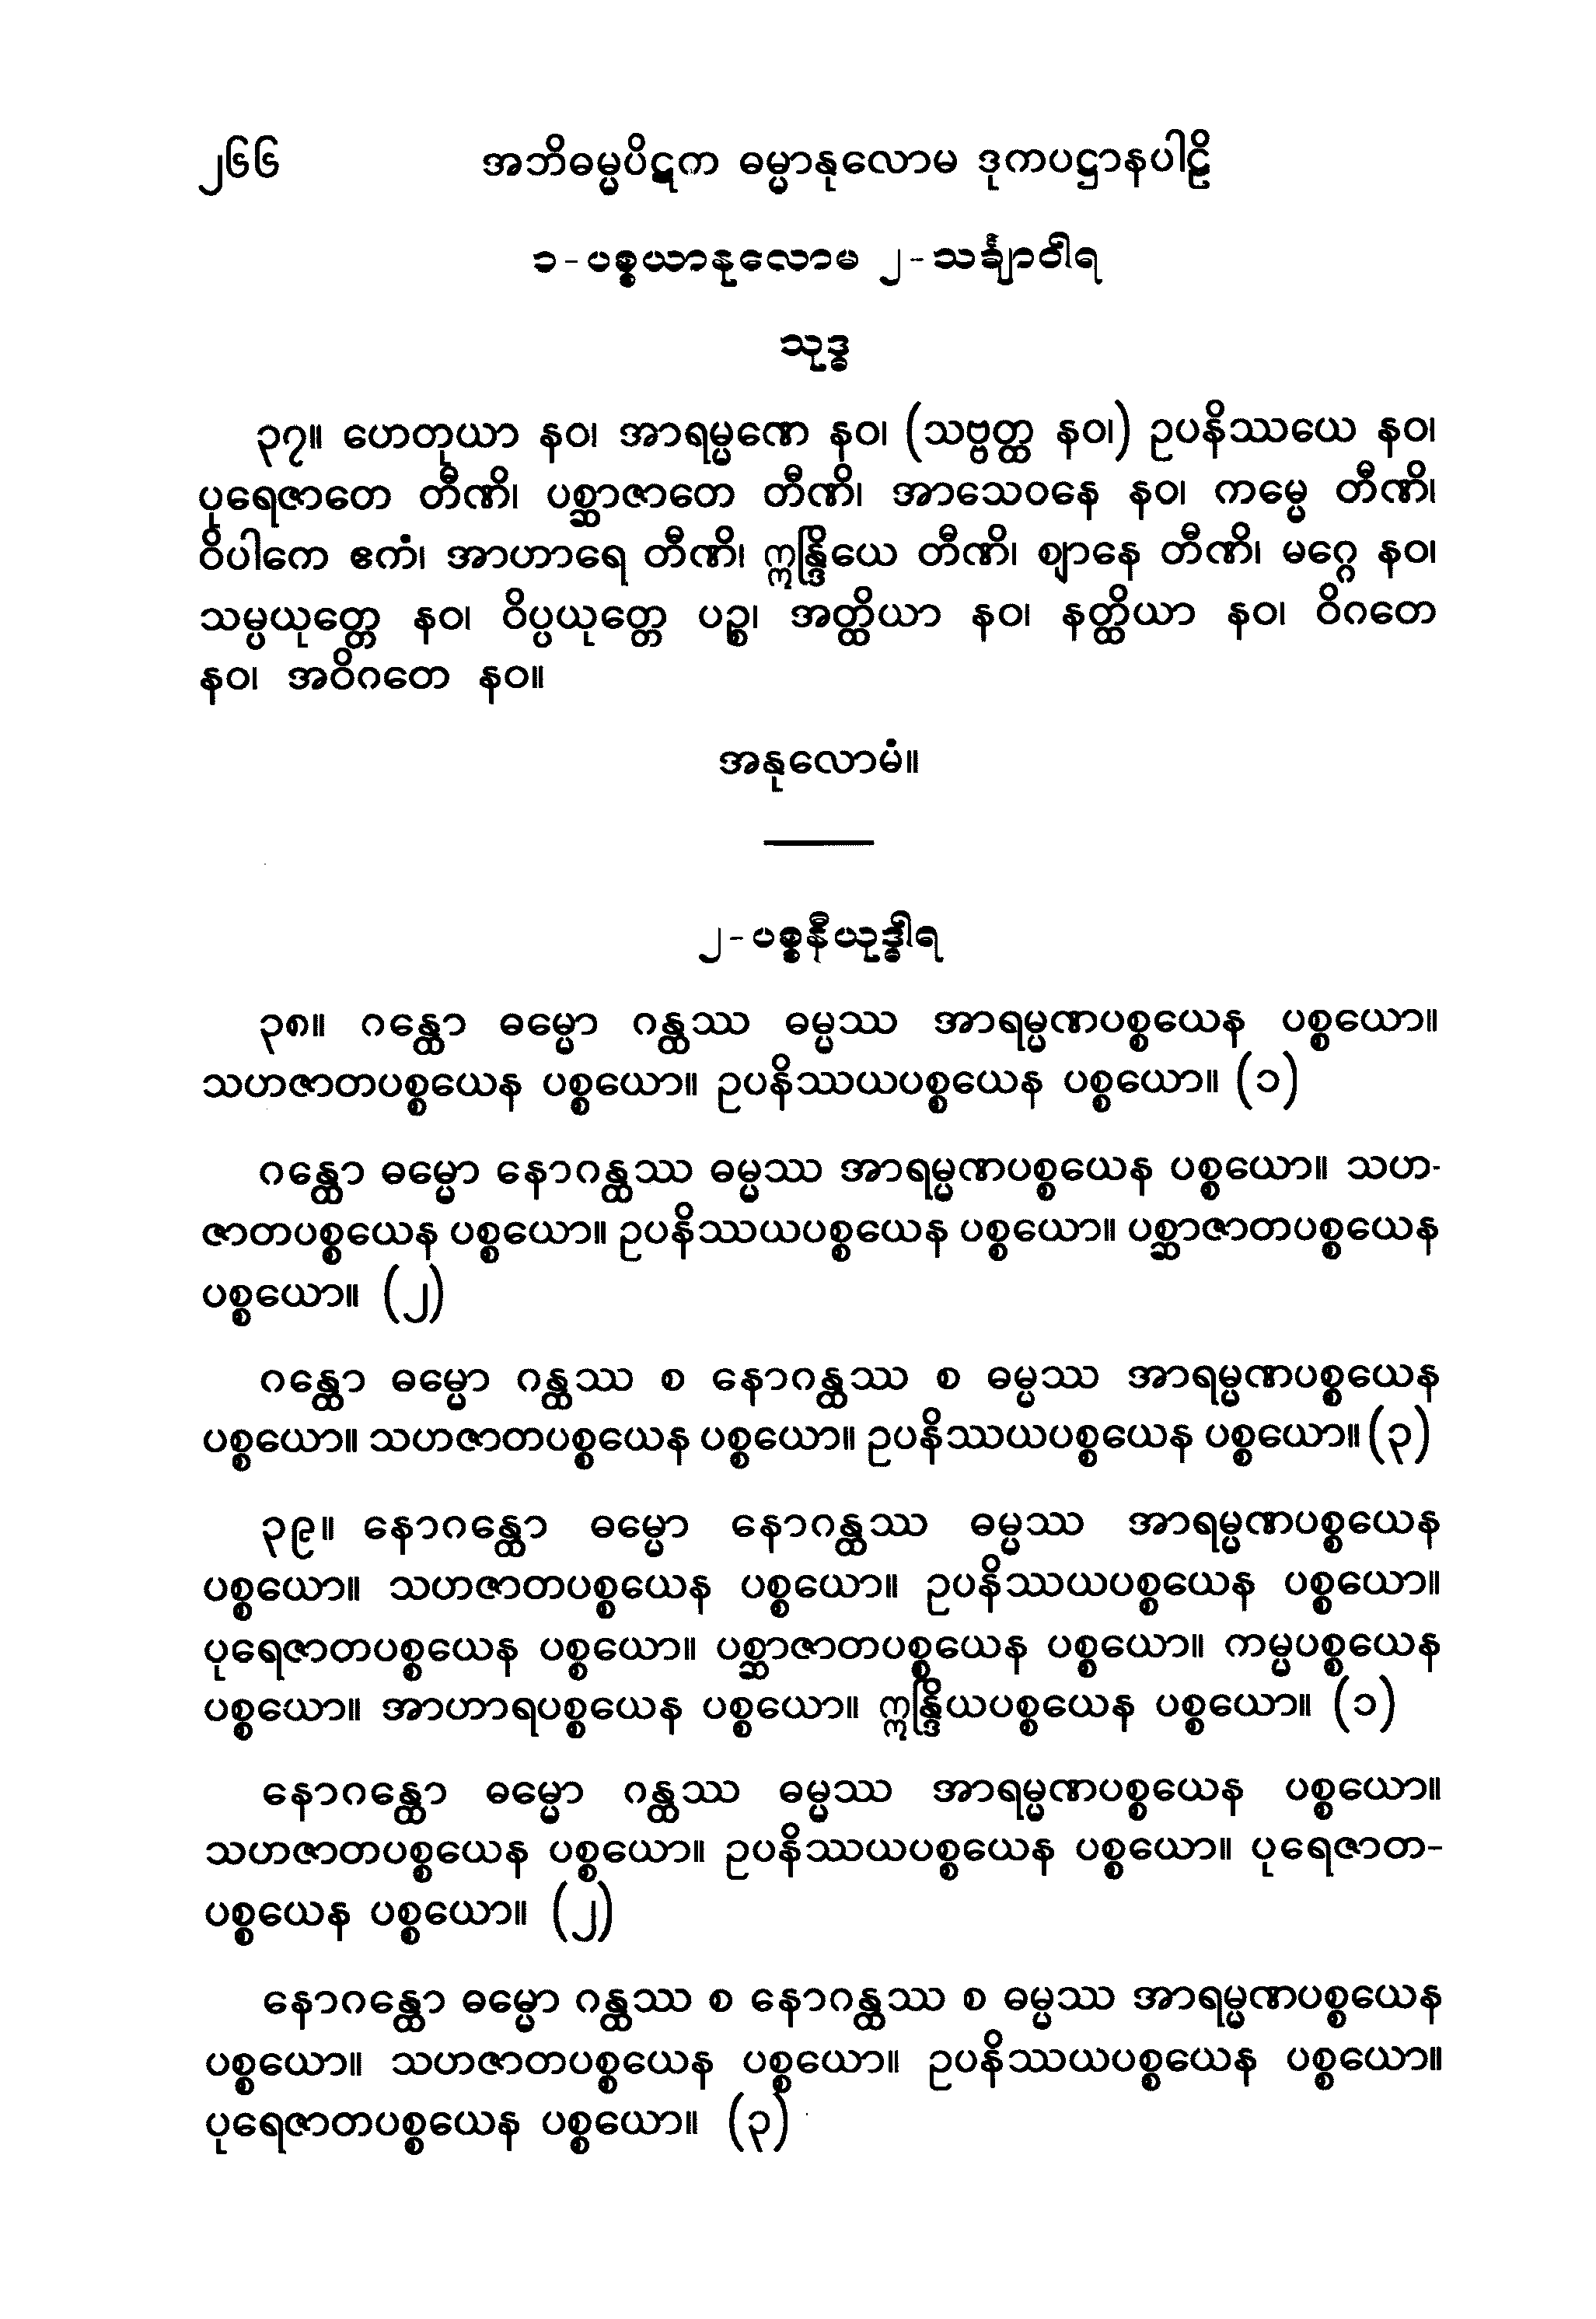 ၂၆၆ အဘိဓမ္မပိဋက ဓမ္မာနုလောမ ဒုကပဋ္ဌာနပါဠိ
၁-ပစ္စယာနုလောမ ၂-သင်္ချာဝါရ
သုဒ္ဓ
၃၇။ ဟေတုယာ နဝ၊ အာရမ္မဏေ နဝ၊ (သဗ္ဗတ္ထ နဝ၊) ဥပနိဿယေ နဝ၊
ပုရေဇာတေ တီဏိ၊ ပစ္ဆာဇာတေ တီဏိ၊ အာသေဝနေ နဝ၊ ကမ္မေ တီဏိ၊
ဝိပါကေ ဧကံ၊ အာဟာရေ တီဏိ၊ ဣန္ဒြိယေ တီဏိ၊ ဈာနေ တီဏိ၊ မဂ္ဂေ နဝ၊
သမ္ပယုတ္တေ နဝ၊ ဝိပ္ပယုတ္တေ ပဉ္စ၊ အတ္ထိယာ နဝ၊ နတ္ထိယာ နဝ၊ ဝိဂတေ
နဝ၊ အဝိဂတေ နဝ။
အနုလောမံ။
၂-ပစ္စနီယုဒ္ဓါရ
၃၈။ ဂန္ထော ဓမ္မော ဂန္ထဿ ဓမ္မဿ အာရမ္မဏပစ္စယေန ပစ္စယော။
သဟဇာတပစ္စယေန ပစ္စယော။ ဥပနိဿယပစ္စယေန ပစ္စယော။ (၁)
ဂန္ထော ဓမ္မော နောဂန္ထဿ ဓမ္မဿ အာရမ္မဏပစ္စယေန ပစ္စယော။ သဟ-
ဇာတပစ္စယေန ပစ္စယော။ ဥပနိဿယပစ္စယေန ပစ္စယော။ ပစ္ဆာဇာတပစ္စယေန
ပစ္စယော။ (၂)
ဂန္ထော ဓမ္မော ဂန္ထဿ စ နောဂန္ထဿ စ ဓမ္မဿ အာရမ္မဏပစ္စယေန
ပစ္စယော။ သဟဇာတပစ္စယေန ပစ္စယော။ ဥပနိဿယပစ္စယေန ပစ္စယော။ (၃)
၃၉။ နောဂန္ထော ဓမ္မော နောဂန္ထဿ ဓမ္မဿ အာရမ္မဏပစ္စယေန
ပစ္စယော။ သဟဇာတပစ္စယေန ပစ္စယော။ ဥပနိဿယပစ္စယေန ပစ္စယော။
ပုရေဇာတပစ္စယေန ပစ္စယော။ ပစ္ဆာဇာတပစ္စယေန ပစ္စယော။ ကမ္မပစ္စယေန
ပစ္စယော။ အာဟာရပစ္စယေန ပစ္စယော။ ဣန္ဒြိယပစ္စယေန ပစ္စယော။ (၁)
နောဂန္ထော ဓမ္မော ဂန္ထဿ ဓမ္မဿ အာရမ္မဏပစ္စယေန ပစ္စယော။
သဟဇာတပစ္စယေန ပစ္စယော။ ဥပနိဿယပစ္စယေန ပစ္စယော။ ပုရေဇာတ-
ပစ္စယေန ပစ္စယော။ (၂)
နောဂန္ထော ဓမ္မော ဂန္ထဿ စ နောဂန္ထဿ စ ဓမ္မဿ အာရမ္မဏပစ္စယေန
ပစ္စယော။ သဟဇာတပစ္စယေန ပစ္စယော။ ဥပနိဿယပစ္စယေန ပစ္စယော။
ပုရေဇာတပစ္စယေန ပစ္စယော။ (၃)